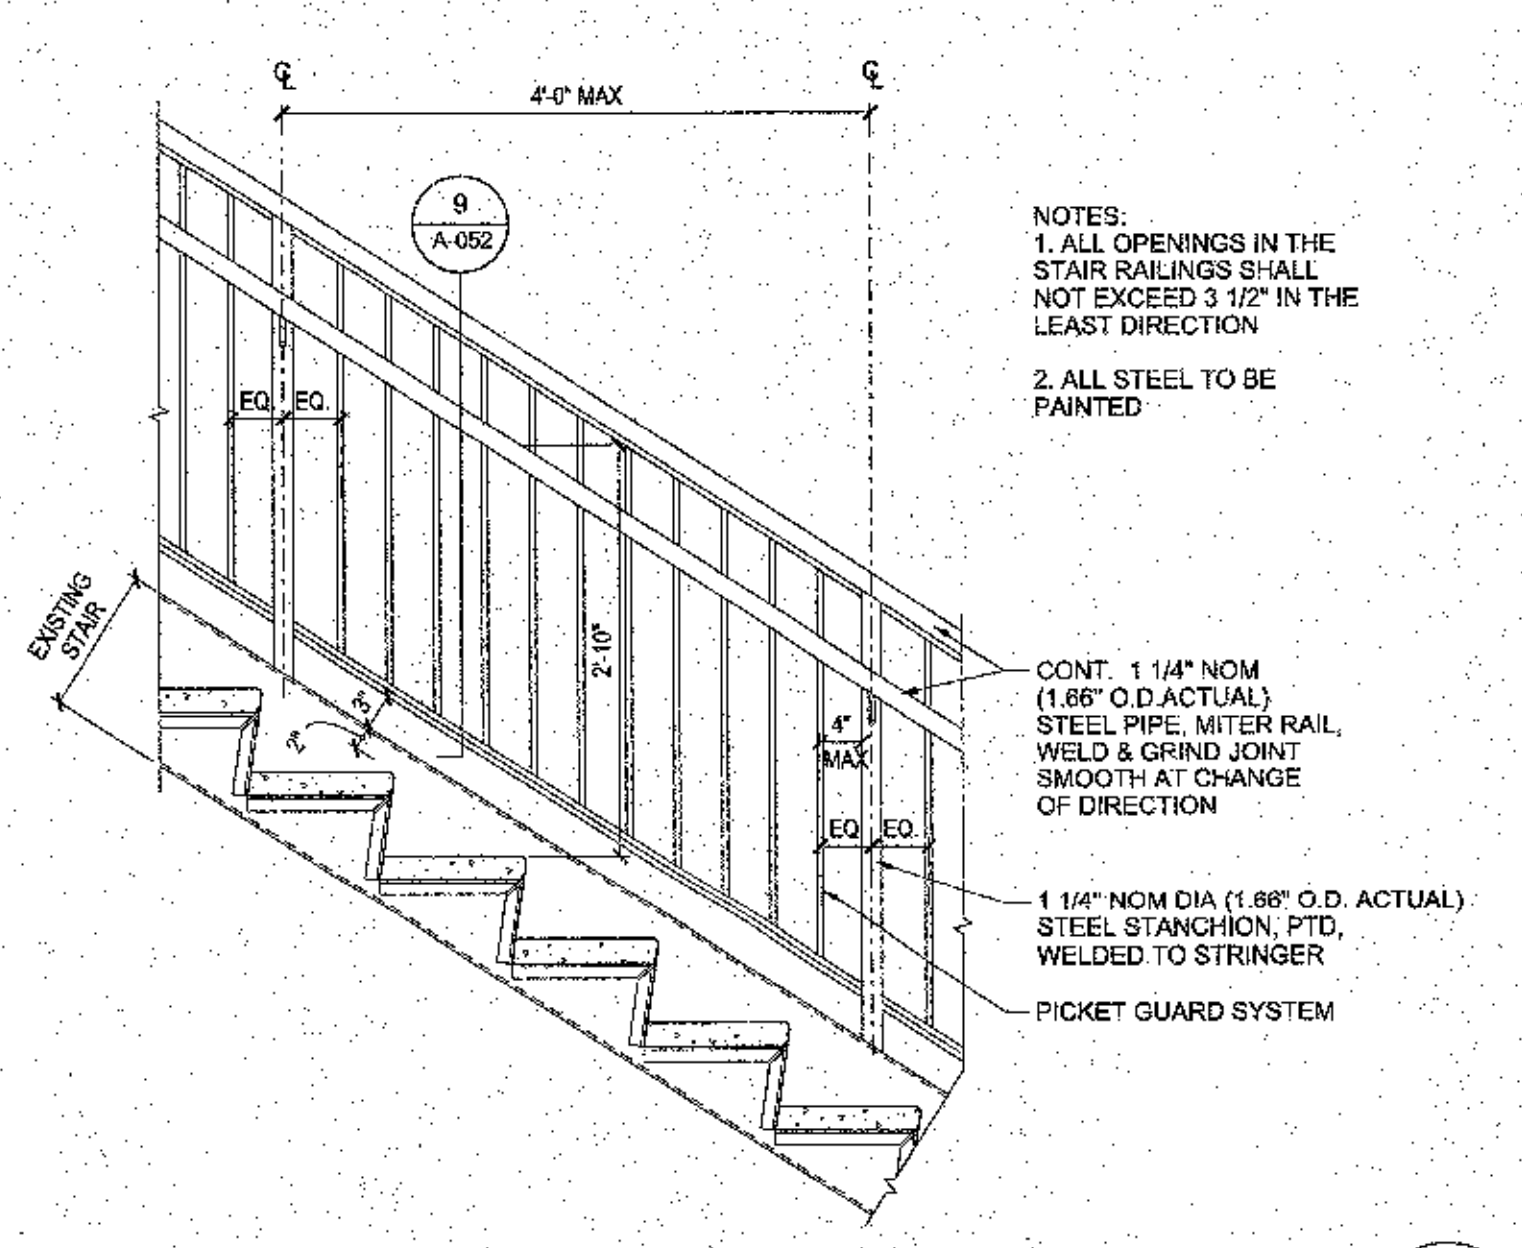 ℄
℄
4'-0" MAX
9
A-052
NOTES:
1. ALL OPENINGS IN THE
STAIR RAILINGS SHALL
NOT EXCEED 3 1/2" IN THE
LEAST DIRECTION
2. ALL STEEL TO BE
PAINTED
EQ. EQ.
EXISTING
STAIR
2'-10"
3"
2"
4"
MAX
EQ EQ.
CONT. 1 1/4" NOM
(1.66" O.D.ACTUAL)
STEEL PIPE, MITER RAIL,
WELD & GRIND JOINT
SMOOTH AT CHANGE
OF DIRECTION
1 1/4" NOM DIA (1.66" O.D. ACTUAL)
STEEL STANCHION, PTD,
WELDED TO STRINGER
PICKET GUARD SYSTEM